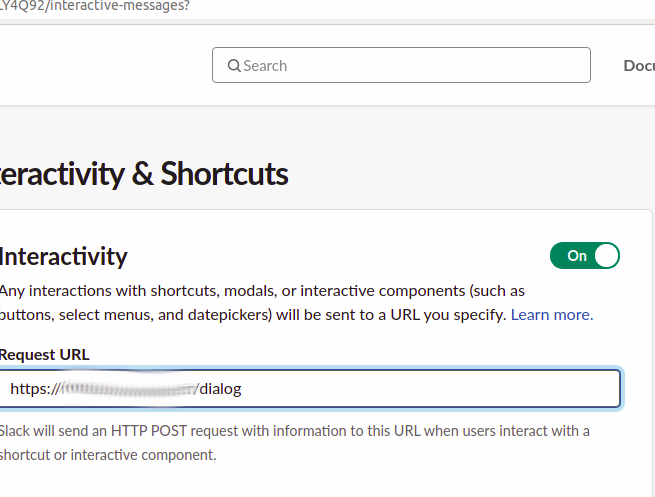 LY4Q92/interactive-messages?
Search
Docu
teractivity & Shortcuts
Interactivity
On
Any interactions with shortcuts, modals, or interactive components (such as
buttons, select menus, and datepickers) will be sent to a URL you specify. Learn more.
Request URL
https:// /dialog
Slack will send an HTTP POST request with information to this URL when users interact with a
shortcut or interactive component.